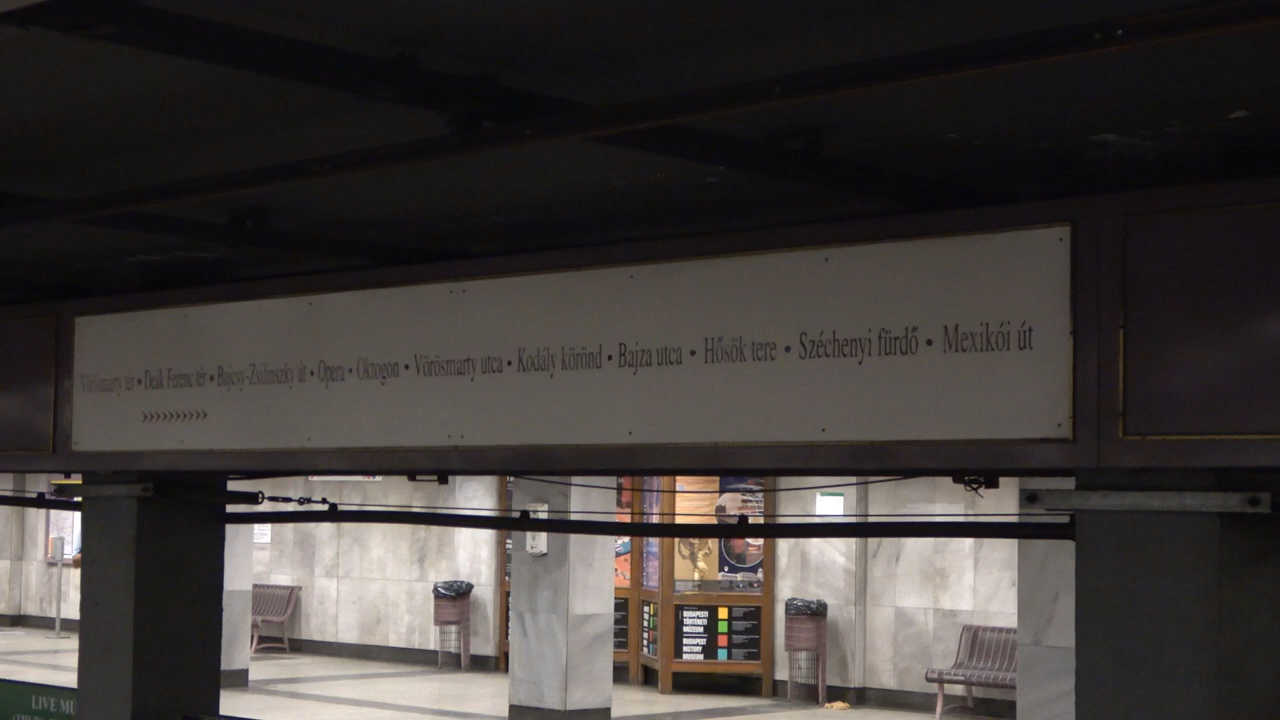 Vörösmarty tér • Deák Ferenc tér • Bajcsy-Zsilinszky út • Opera • Oktogon • Vörösmarty utca • Kodály körönd • Bajza utca • Hősök tere • Széchenyi fürdő • Mexikói út
BUDAPESTI
TÖRTÉNETI
MÚZEUM
BUDAPEST
HISTORY
MUSEUM
LIVE MU